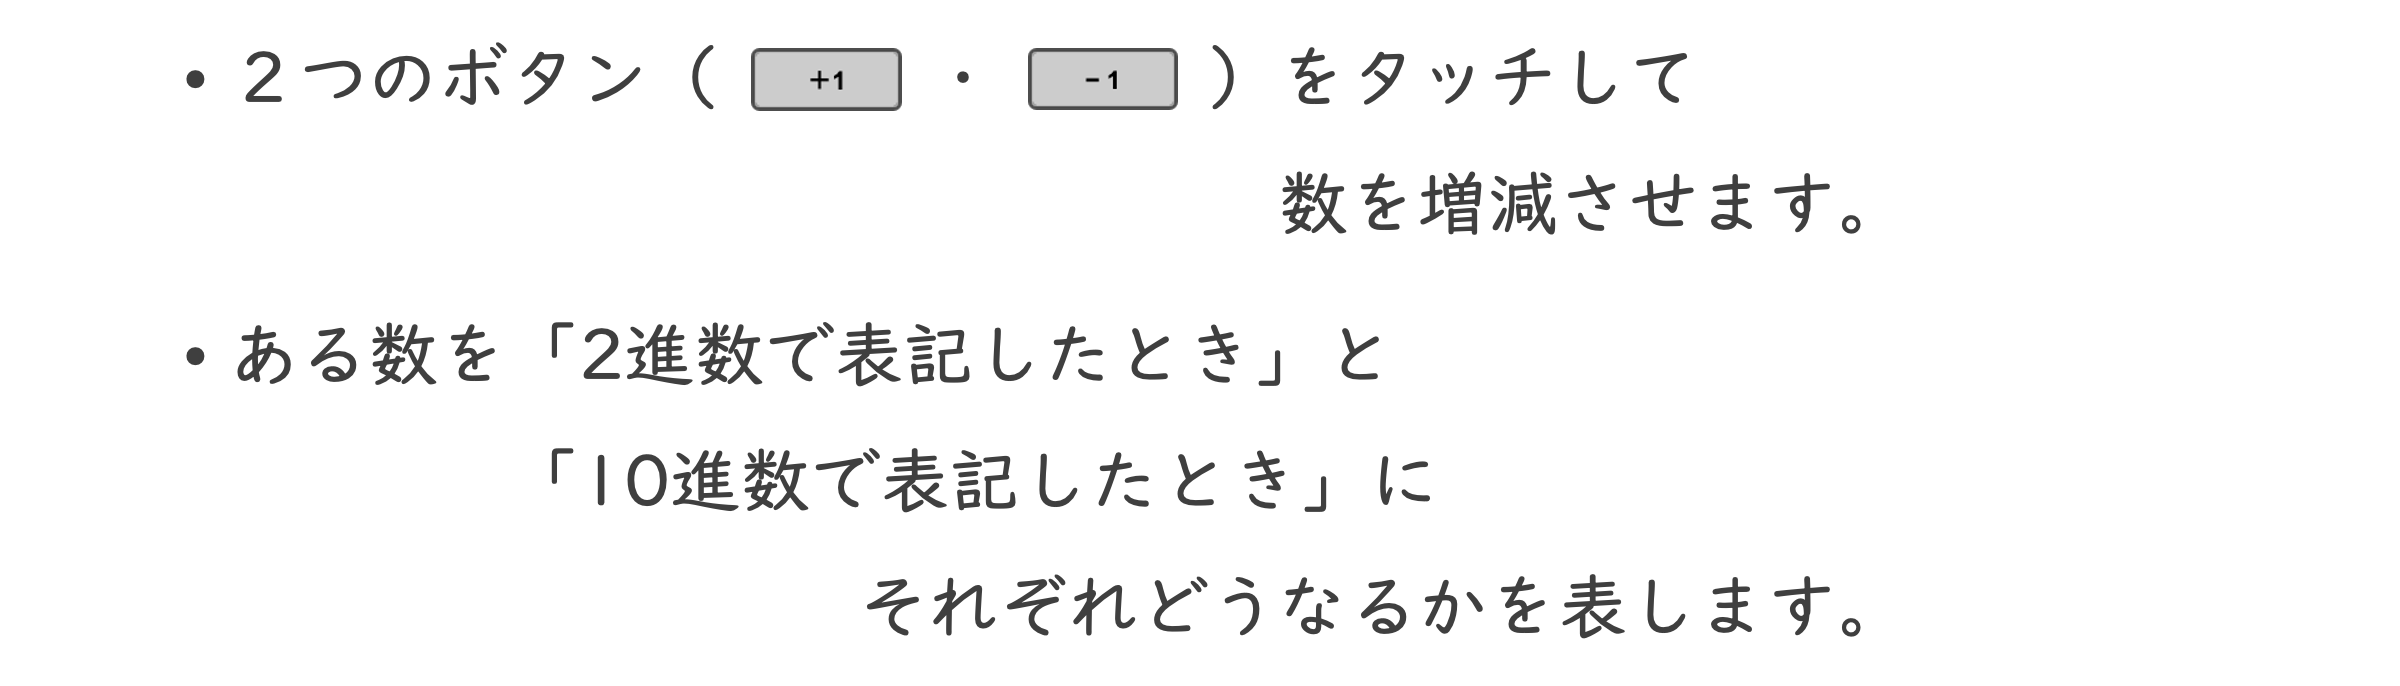 ・２つのボタン（ +1 ・ -1 ）をタッチして
数を増減させます。
・ある数を「2進数で表記したとき」と
「10進数で表記したとき」に
それぞれどうなるかを表します。